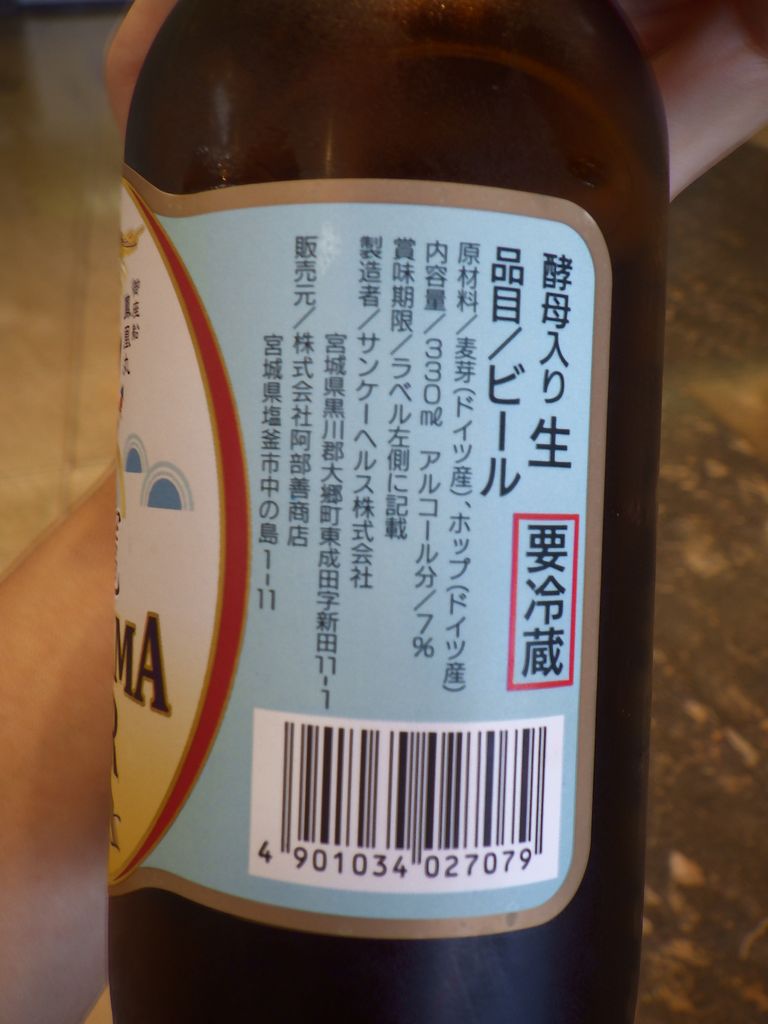 酵母入り 生 要冷蔵
品目／ビール
原材料／麦芽(ドイツ産)、ホップ(ドイツ産)
内容量／330㎖ アルコール分／7%
賞味期限／ラベル左側に記載
製造者／サンケーヘルス株式会社
宮城県黒川郡大郷町東成田字新田11-1
販売元／株式会社阿部善商店
宮城県塩釜市中の島1-11
4 901034 027079
MA